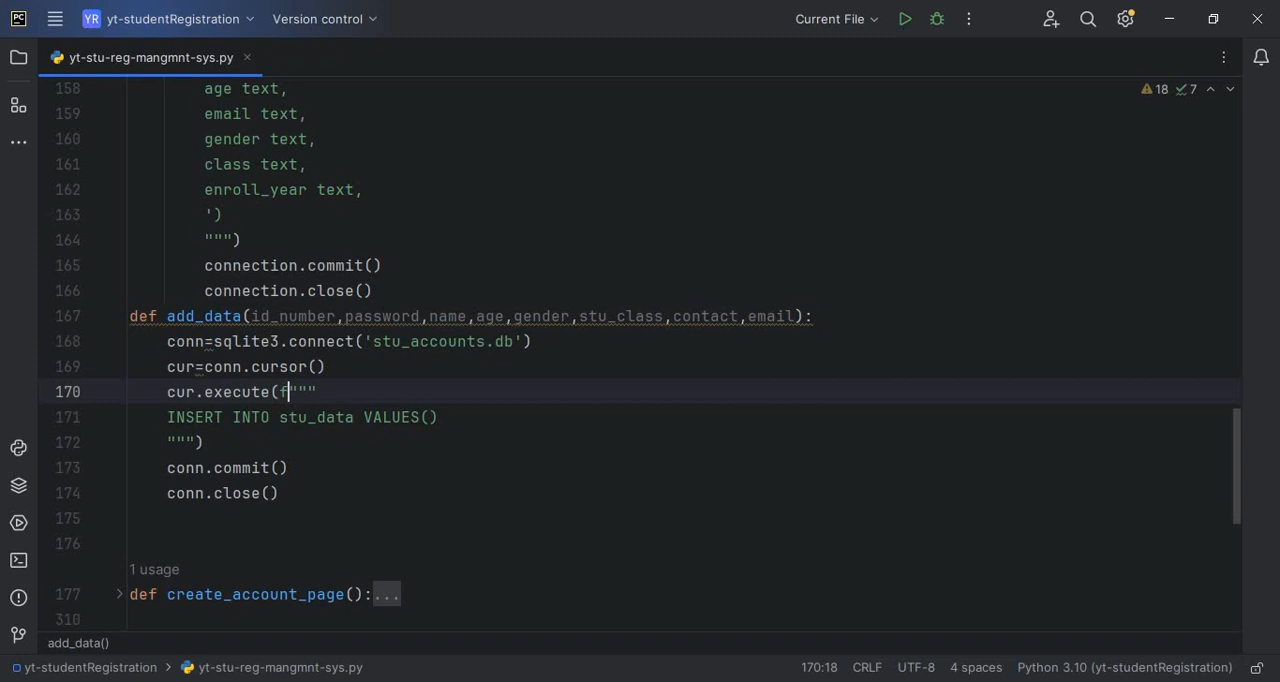 PC YR yt-studentRegistration Version control Current File
yt-stu-reg-mangmnt-sys.py
158 age text, 18 7
159 email text,
160 gender text,
161 class text,
162 enroll_year text,
163 ')
164 """)
165 connection.commit()
166 connection.close()
167 def add_data(id_number,password,name,age,gender,stu_class,contact,email):
168 conn=sqlite3.connect('stu_accounts.db')
169 cur=conn.cursor()
170 cur.execute(f"""
171 INSERT INTO stu_data VALUES()
172 """)
173 conn.commit()
174 conn.close()
175
176
1 usage
177 def create_account_page():...
310
add_data()
yt-studentRegistration yt-stu-reg-mangmnt-sys.py 170:18 CRLF UTF-8 4 spaces Python 3.10 (yt-studentRegistration)